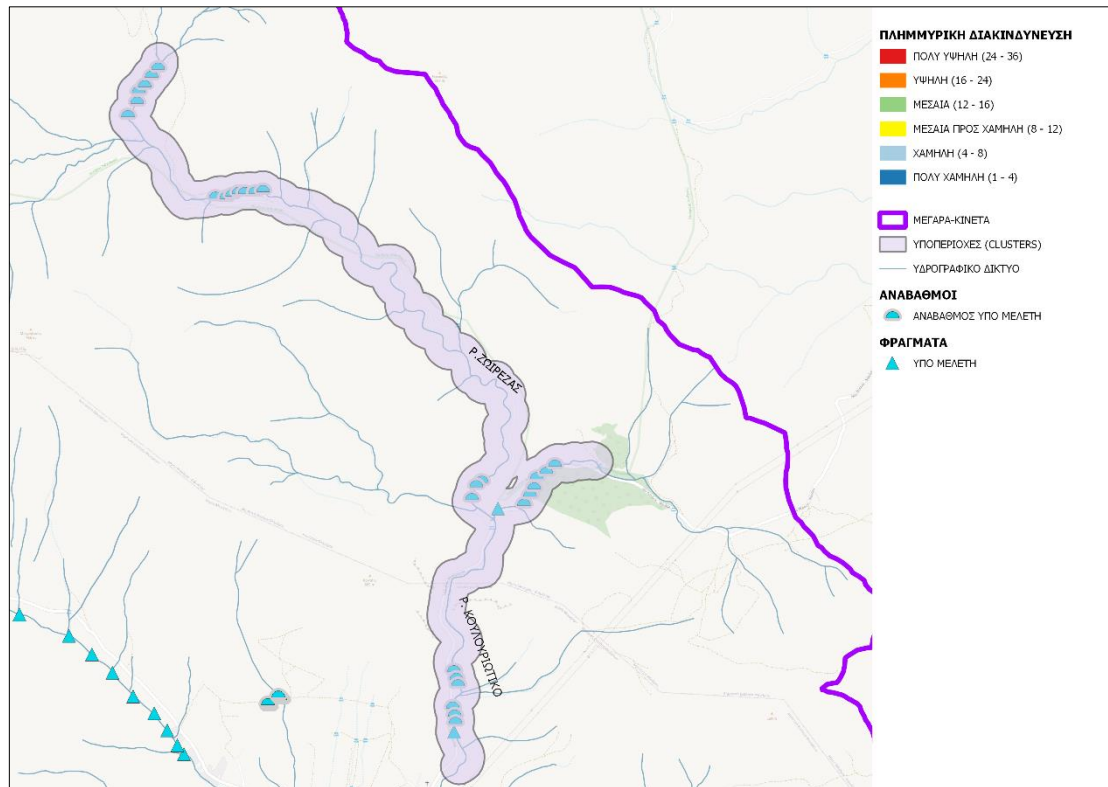 ΠΛΗΜΜΥΡΙΚΗ ΔΙΑΚΙΝΔΥΝΕΥΣΗ
ΠΟΛΥ ΥΨΗΛΗ (24 - 36)
ΥΨΗΛΗ (16 - 24)
ΜΕΣΑΙΑ (12 - 16)
ΜΕΣΑΙΑ ΠΡΟΣ ΧΑΜΗΛΗ (8 - 12)
ΧΑΜΗΛΗ (4 - 8)
ΠΟΛΥ ΧΑΜΗΛΗ (1 - 4)
ΜΕΓΑΡΑ-ΚΙΝΕΤΑ
ΥΠΟΠΕΡΙΟΧΕΣ (CLUSTERS)
ΥΔΡΟΓΡΑΦΙΚΟ ΔΙΚΤΥΟ
ΑΝΑΒΑΘΜΟΙ
ΑΝΑΒΑΘΜΟΣ ΥΠΟ ΜΕΛΕΤΗ
ΦΡΑΓΜΑΤΑ
ΥΠΟ ΜΕΛΕΤΗ
Ρ.ΖΩΙΡΕΖΑΣ
Ρ. ΚΟΥΛΟΥΡΙΩΤΙΚΟ